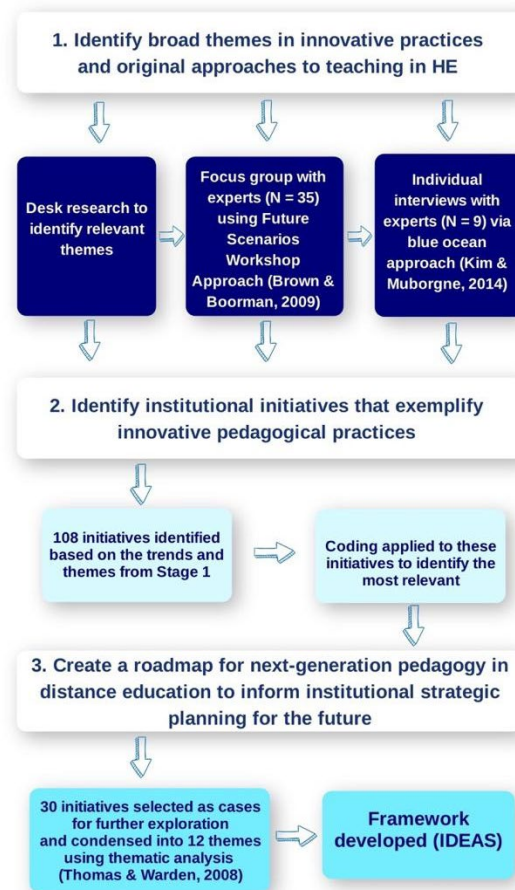 1. Identify broad themes in innovative practices
and original approaches to teaching in HE
Desk research to
identify relevant
themes
Focus group with
experts (N = 35)
using Future
Scenarios
Workshop
Approach (Brown &
Boorman, 2009)
Individual
interviews with
experts (N = 9) via
blue ocean
approach (Kim &
Muborgne, 2014)
2. Identify institutional initiatives that exemplify
innovative pedagogical practices
108 initiatives identified
based on the trends and
themes from Stage 1
Coding applied to these
initiatives to identify the
most relevant
3. Create a roadmap for next-generation pedagogy in
distance education to inform institutional strategic
planning for the future
30 initiatives selected as cases
for further exploration
and condensed into 12 themes
using thematic analysis
(Thomas & Warden, 2008)
Framework
developed (IDEAS)